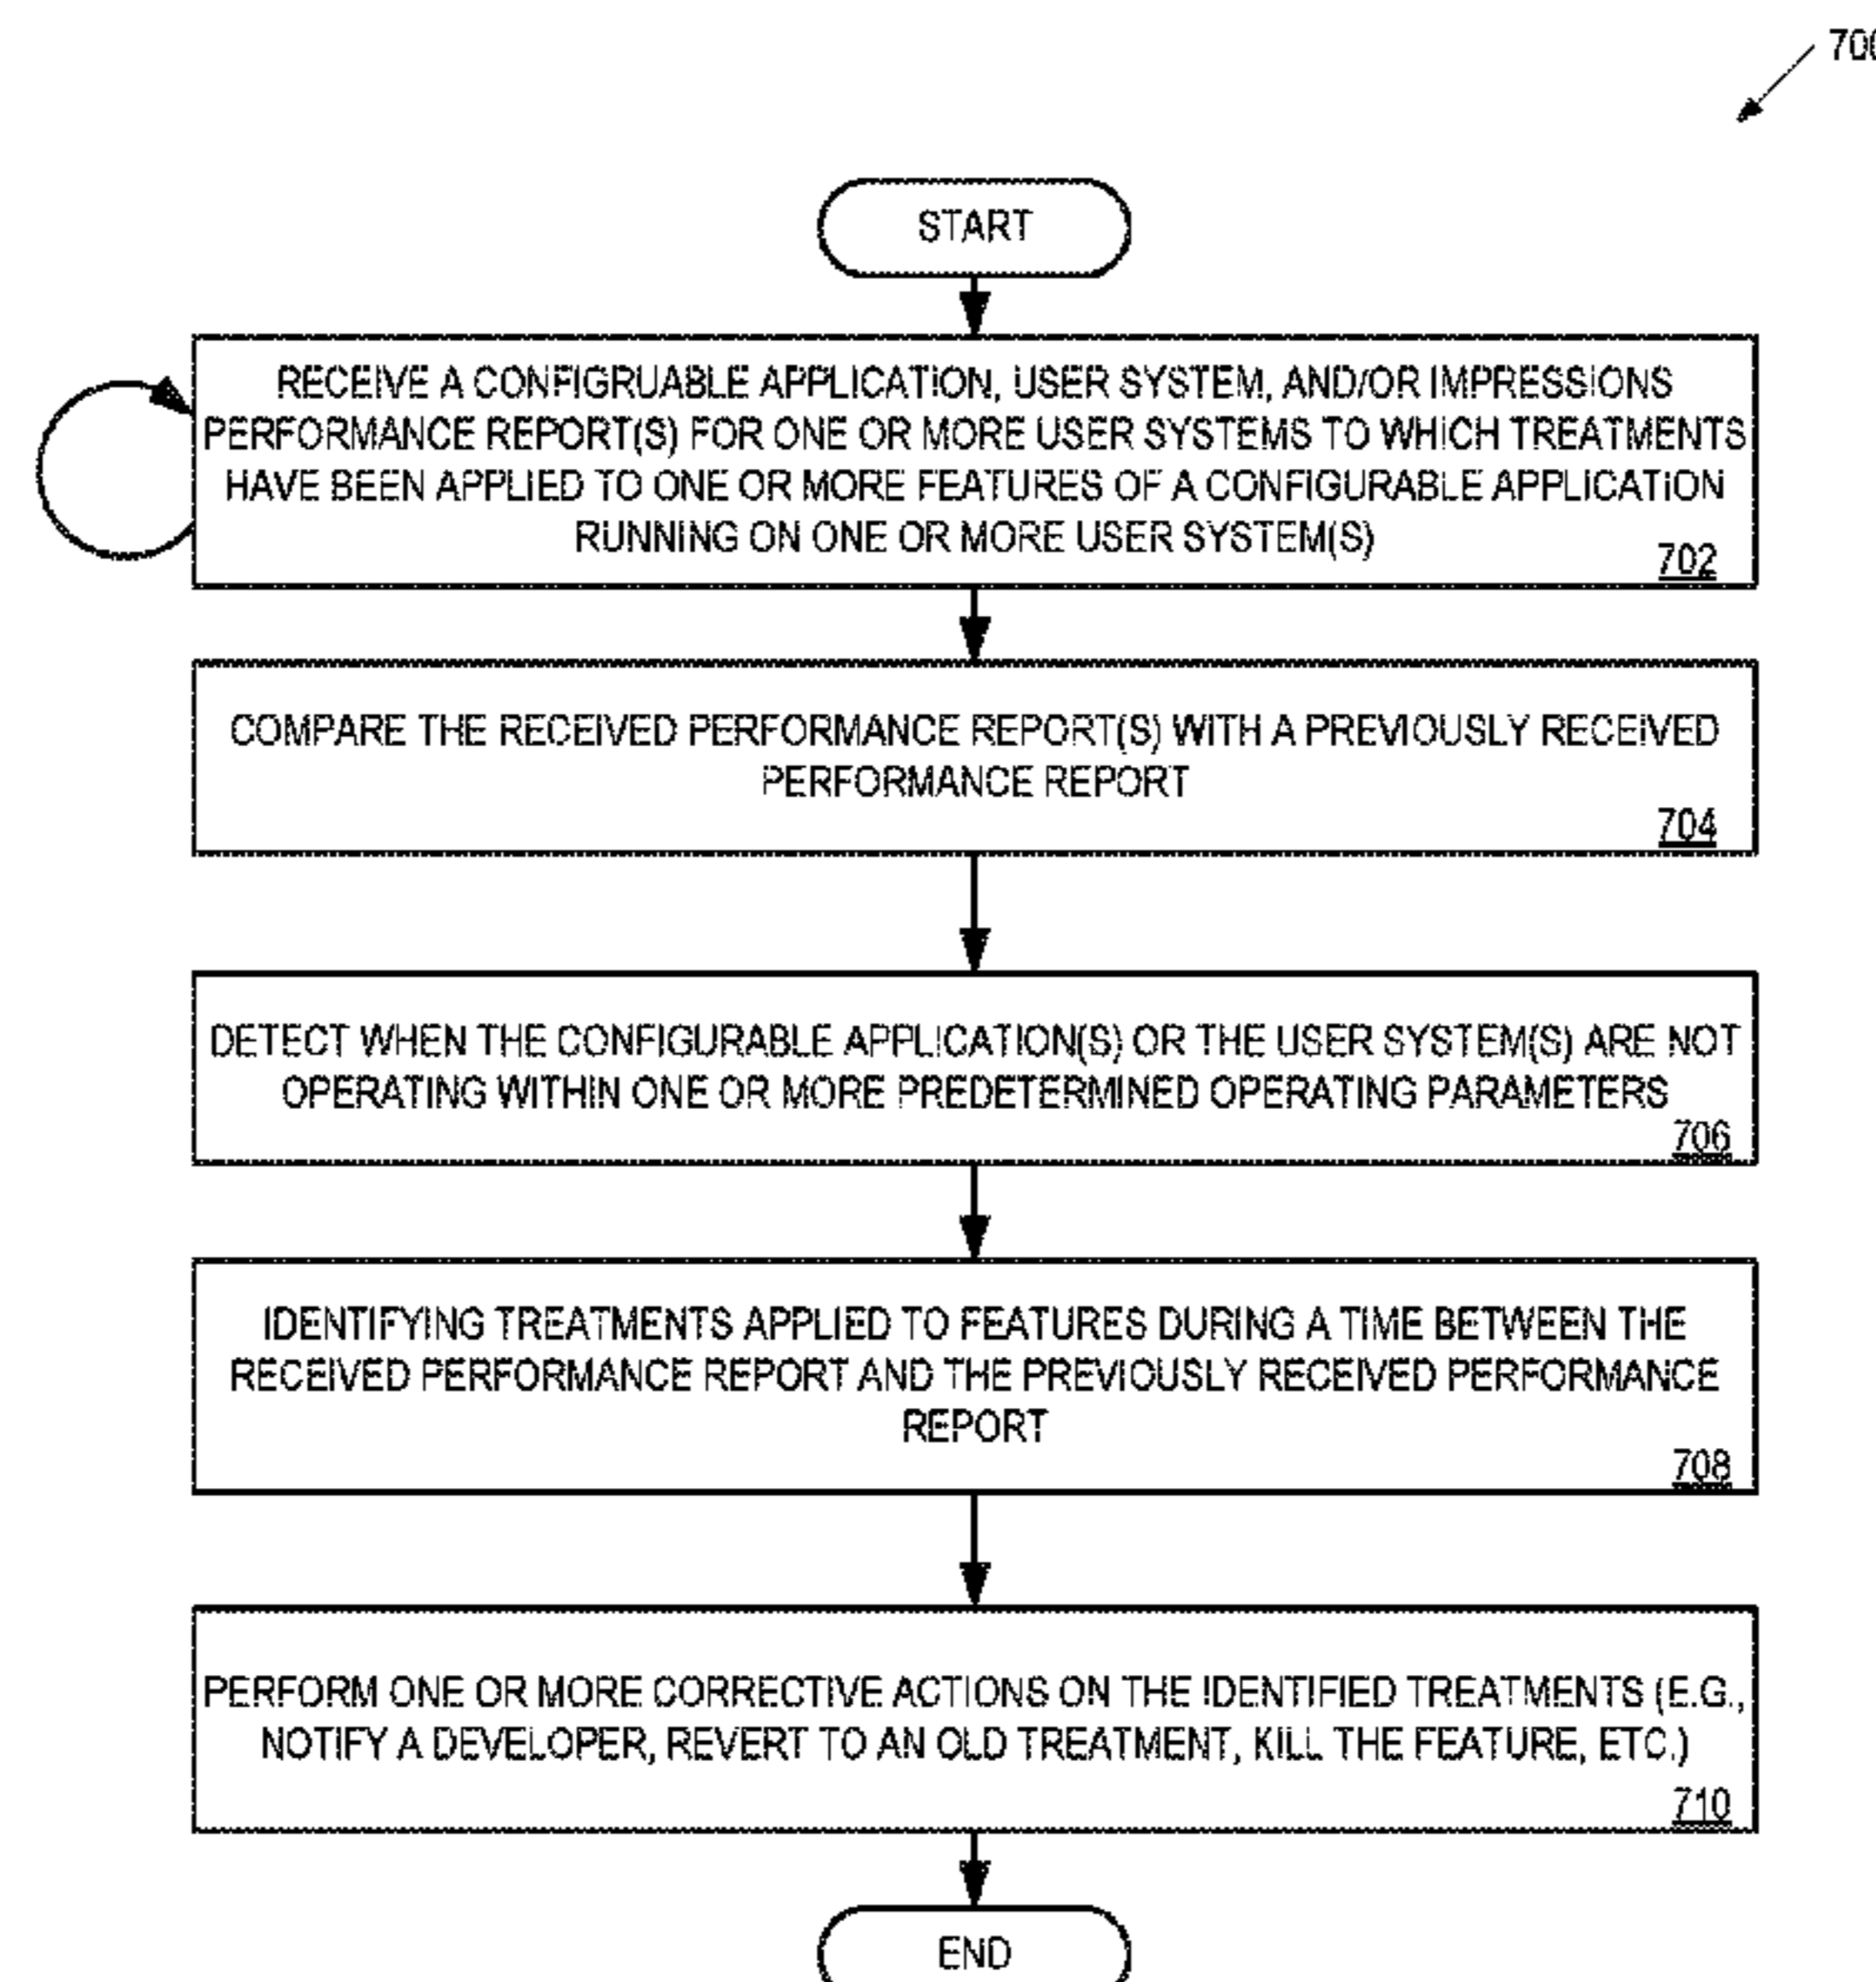 700
START
RECEIVE A CONFIGRUABLE APPLICATION, USER SYSTEM, AND/OR IMPRESSIONS
PERFORMANCE REPORT(S) FOR ONE OR MORE USER SYSTEMS TO WHICH TREATMENTS
HAVE BEEN APPLIED TO ONE OR MORE FEATURES OF A CONFIGURABLE APPLICATION
RUNNING ON ONE OR MORE USER SYSTEM(S)
702
COMPARE THE RECEIVED PERFORMANCE REPORT(S) WITH A PREVIOUSLY RECEIVED
PERFORMANCE REPORT
704
DETECT WHEN THE CONFIGURABLE APPLICATION(S) OR THE USER SYSTEM(S) ARE NOT
OPERATING WITHIN ONE OR MORE PREDETERMINED OPERATING PARAMETERS
706
IDENTIFYING TREATMENTS APPLIED TO FEATURES DURING A TIME BETWEEN THE
RECEIVED PERFORMANCE REPORT AND THE PREVIOUSLY RECEIVED PERFORMANCE
REPORT
708
PERFORM ONE OR MORE CORRECTIVE ACTIONS ON THE IDENTIFIED TREATMENTS (E.G.,
NOTIFY A DEVELOPER, REVERT TO AN OLD TREATMENT, KILL THE FEATURE, ETC.)
710
END